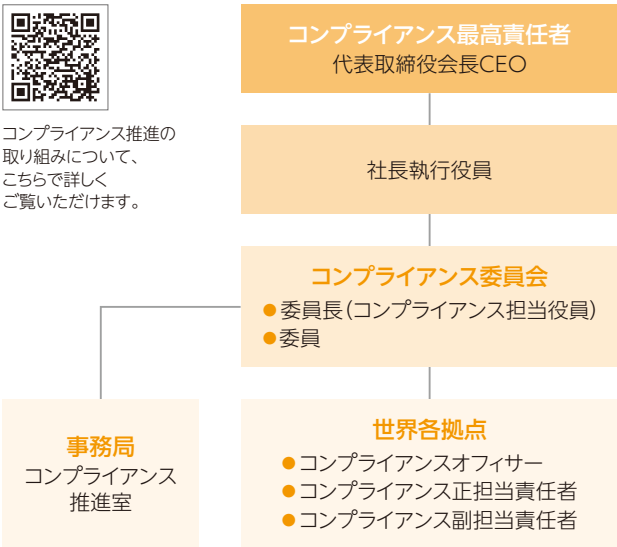 コンプライアンス推進の
取り組みについて、
こちらで詳しく
ご覧いただけます。
コンプライアンス最高責任者
代表取締役会長CEO
社長執行役員
コンプライアンス委員会
●委員長(コンプライアンス担当役員)
●委員
事務局
コンプライアンス
推進室
世界各拠点
●コンプライアンスオフィサー
●コンプライアンス正担当責任者
●コンプライアンス副担当責任者